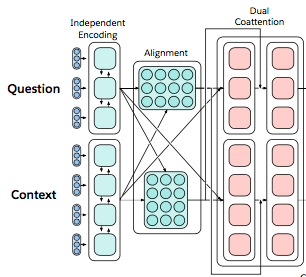 Independent
Encoding
Alignment
Dual
Coattention
Question
Context